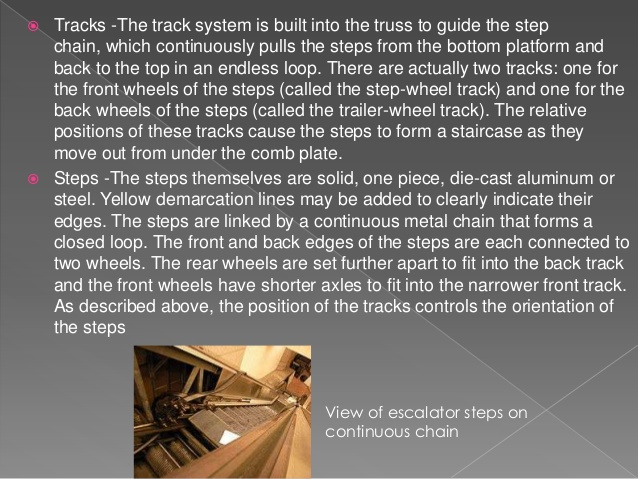 Tracks -The track system is built into the truss to guide the step
chain, which continuously pulls the steps from the bottom platform and
back to the top in an endless loop. There are actually two tracks: one for
the front wheels of the steps (called the step-wheel track) and one for the
back wheels of the steps (called the trailer-wheel track). The relative
positions of these tracks cause the steps to form a staircase as they
move out from under the comb plate.
Steps -The steps themselves are solid, one piece, die-cast aluminum or
steel. Yellow demarcation lines may be added to clearly indicate their
edges. The steps are linked by a continuous metal chain that forms a
closed loop. The front and back edges of the steps are each connected to
two wheels. The rear wheels are set further apart to fit into the back track
and the front wheels have shorter axles to fit into the narrower front track.
As described above, the position of the tracks controls the orientation of
the steps
View of escalator steps on
continuous chain